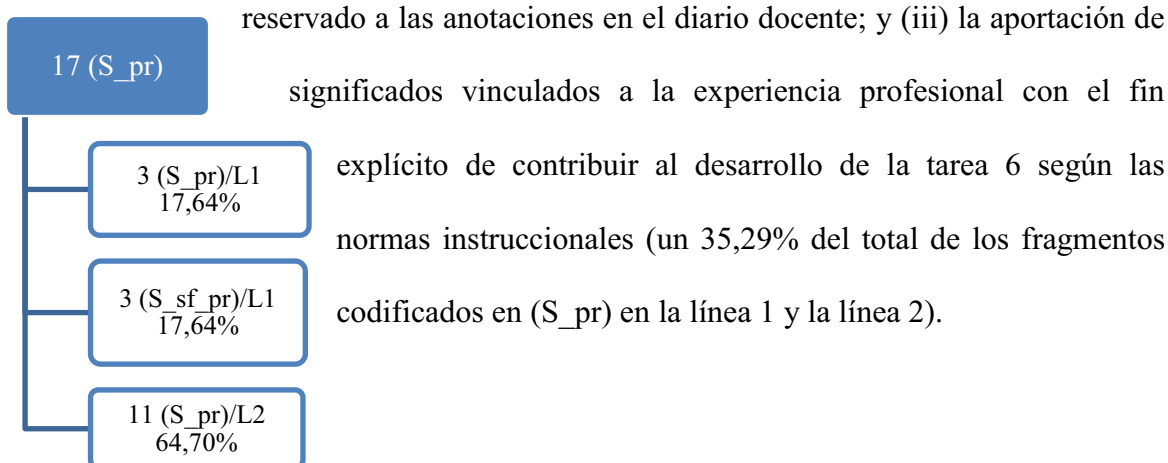 reservado a las anotaciones en el diario docente; y (iii) la aportación de
17 (S_pr)
significados vinculados a la experiencia profesional con el fin
explícito de contribuir al desarrollo de la tarea 6 según las
normas instruccionales (un 35,29% del total de los fragmentos
codificados en (S_pr) en la línea 1 y la línea 2).
3 (S_pr)/L1
17,64%
3 (S_sf_pr)/L1
17,64%
11 (S_pr)/L2
64,70%